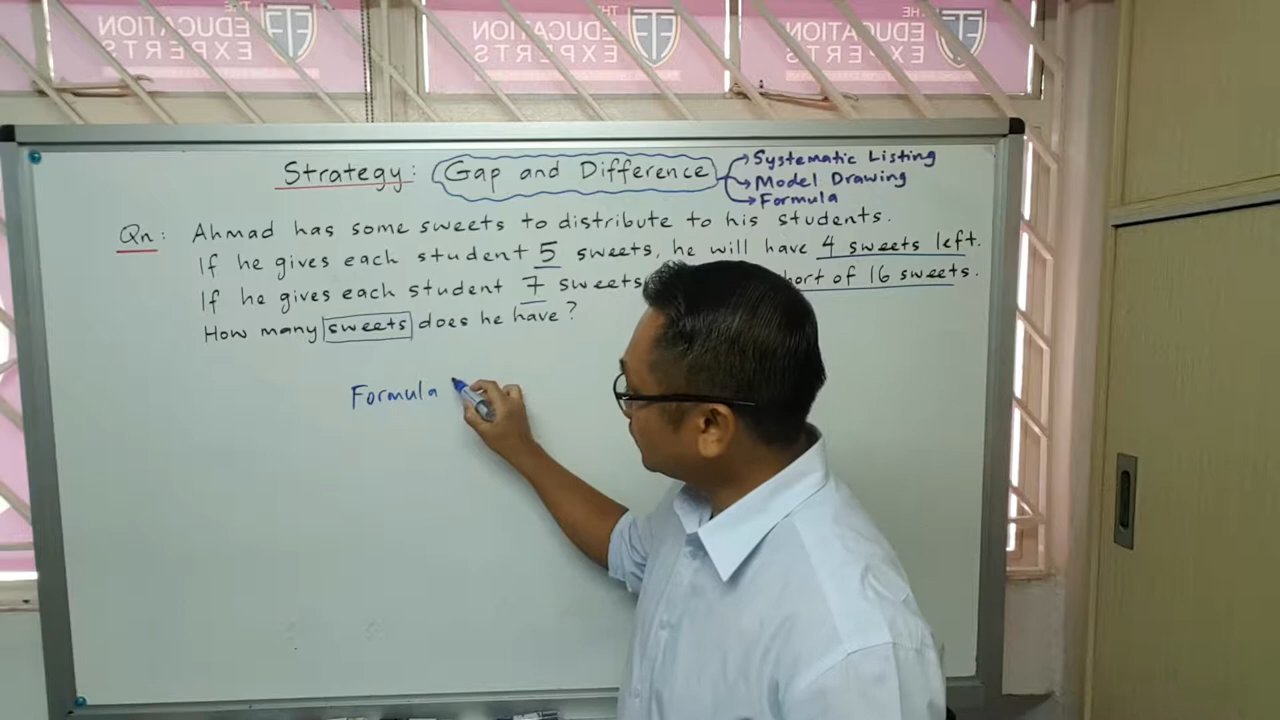 THE EDUCATION EXPERTS
THE EDUCATION EXPERTS
THE EDUCATION EXPERTS
Strategy: Gap and Difference
Systematic Listing
Model Drawing
Formula
Qn: Ahmad has some sweets to distribute to his students.
If he gives each student 5 sweets, he will have 4 sweets left.
If he gives each student 7 sweets hort of 16 sweets.
How many sweets does he have?
Formula